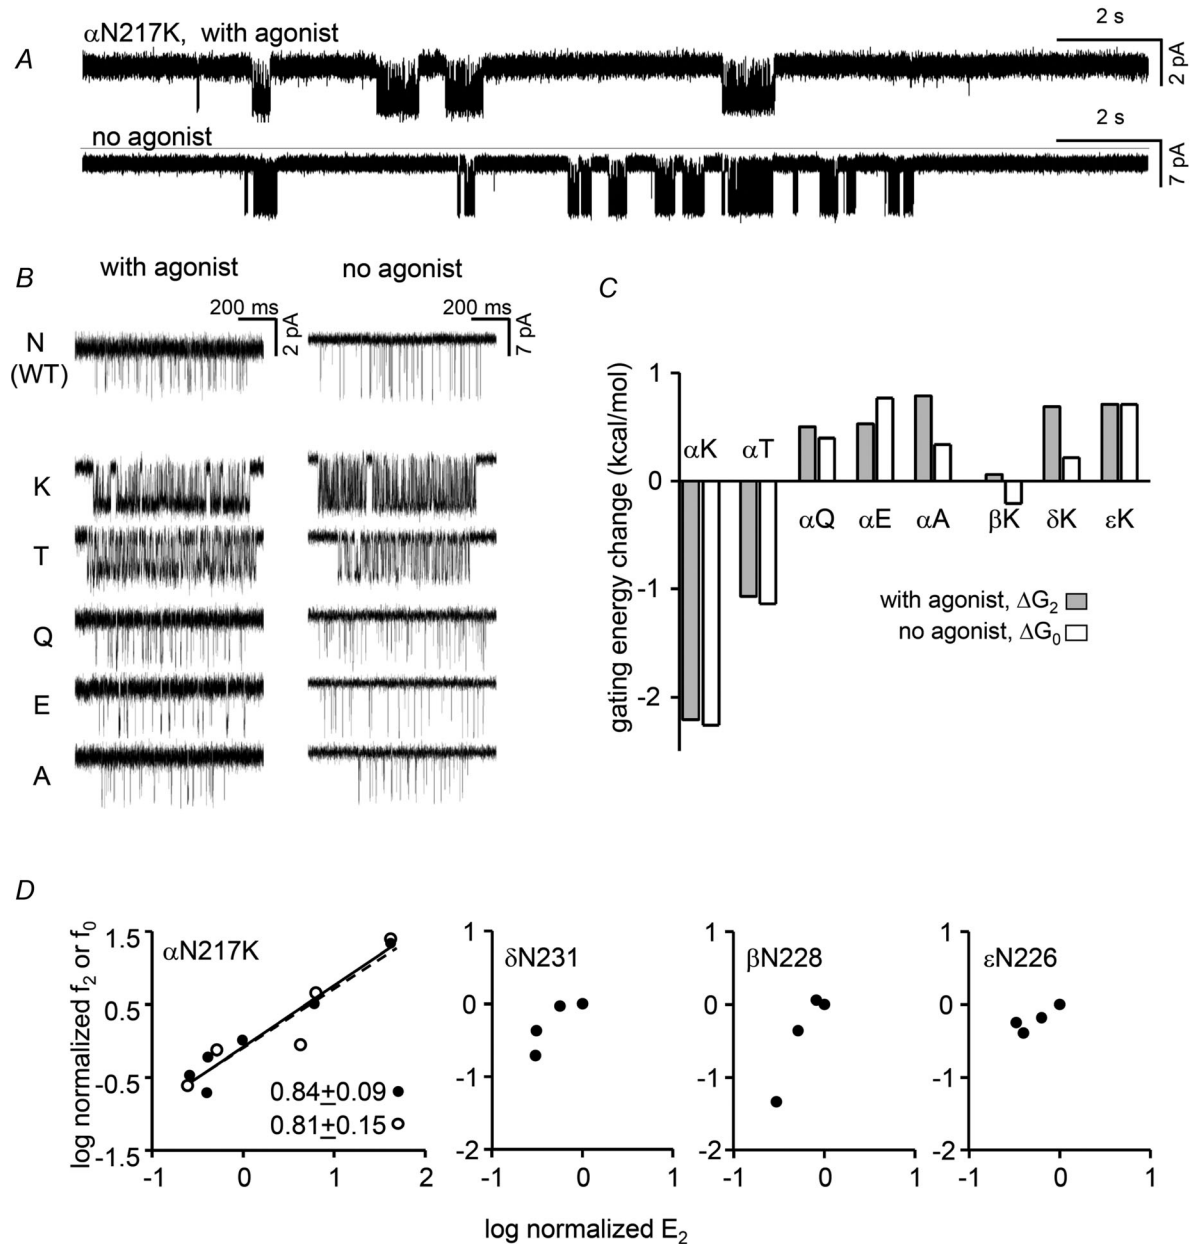 A
αN217K, with agonist
2 s
2 pA
no agonist
2 s
7 pA
B
with agonist
no agonist
200 ms
2 pA
200 ms
7 pA
N
(WT)
K
T
Q
E
A
C
gating energy change (kcal/mol)
1
0
-1
-2
αK
αT
αQ
αE
αA
βK
δK
εK
with agonist, ΔG₂
no agonist, ΔG₀
D
log normalized f₂ or f₀
αN217K
1.5
0.5
-0.5
-1.5
0.84±0.09
0.81±0.15
-1 0 1 2
δN231
1
0
-1
-2
-1 0 1
βN228
1
0
-1
-2
-1 0 1
εN226
1
0
-1
-2
-1 0 1
log normalized E₂